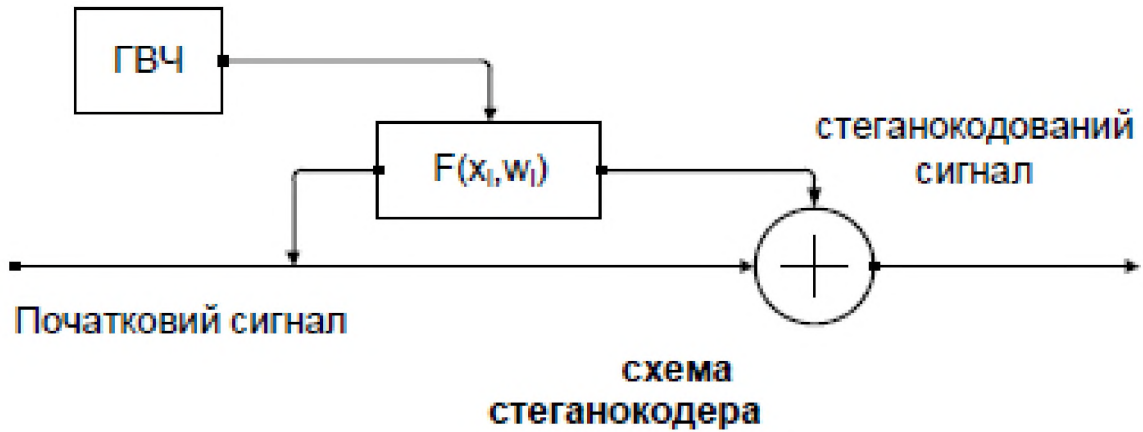 ГВЧ
F(xᵢ,wᵢ)
стеганокодований
сигнал
Початковий сигнал
схема
стеганокодера